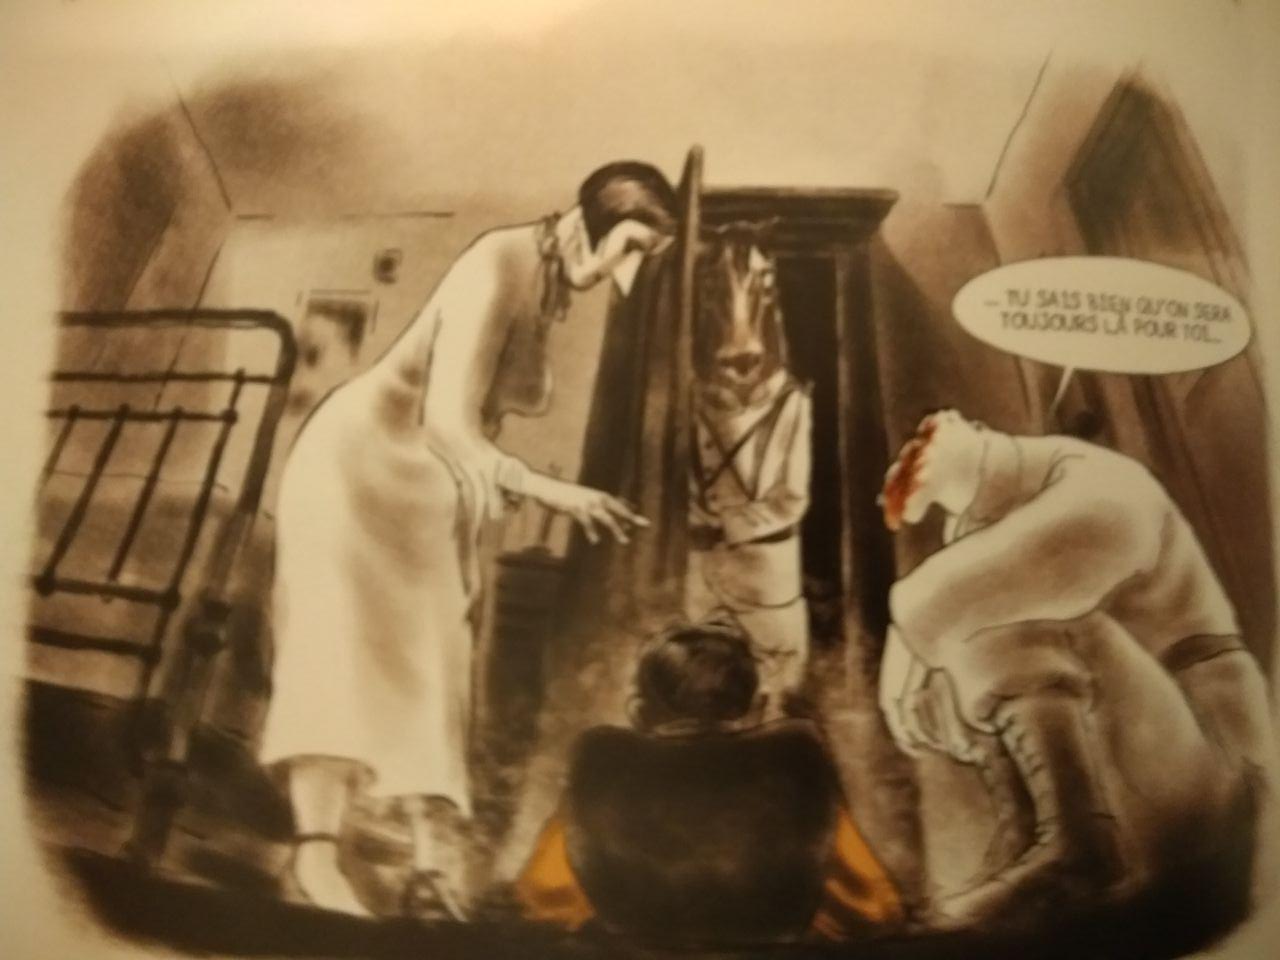 ... TU SAIS BIEN QU'ON SERA
TOUJOURS LÀ POUR TOI...